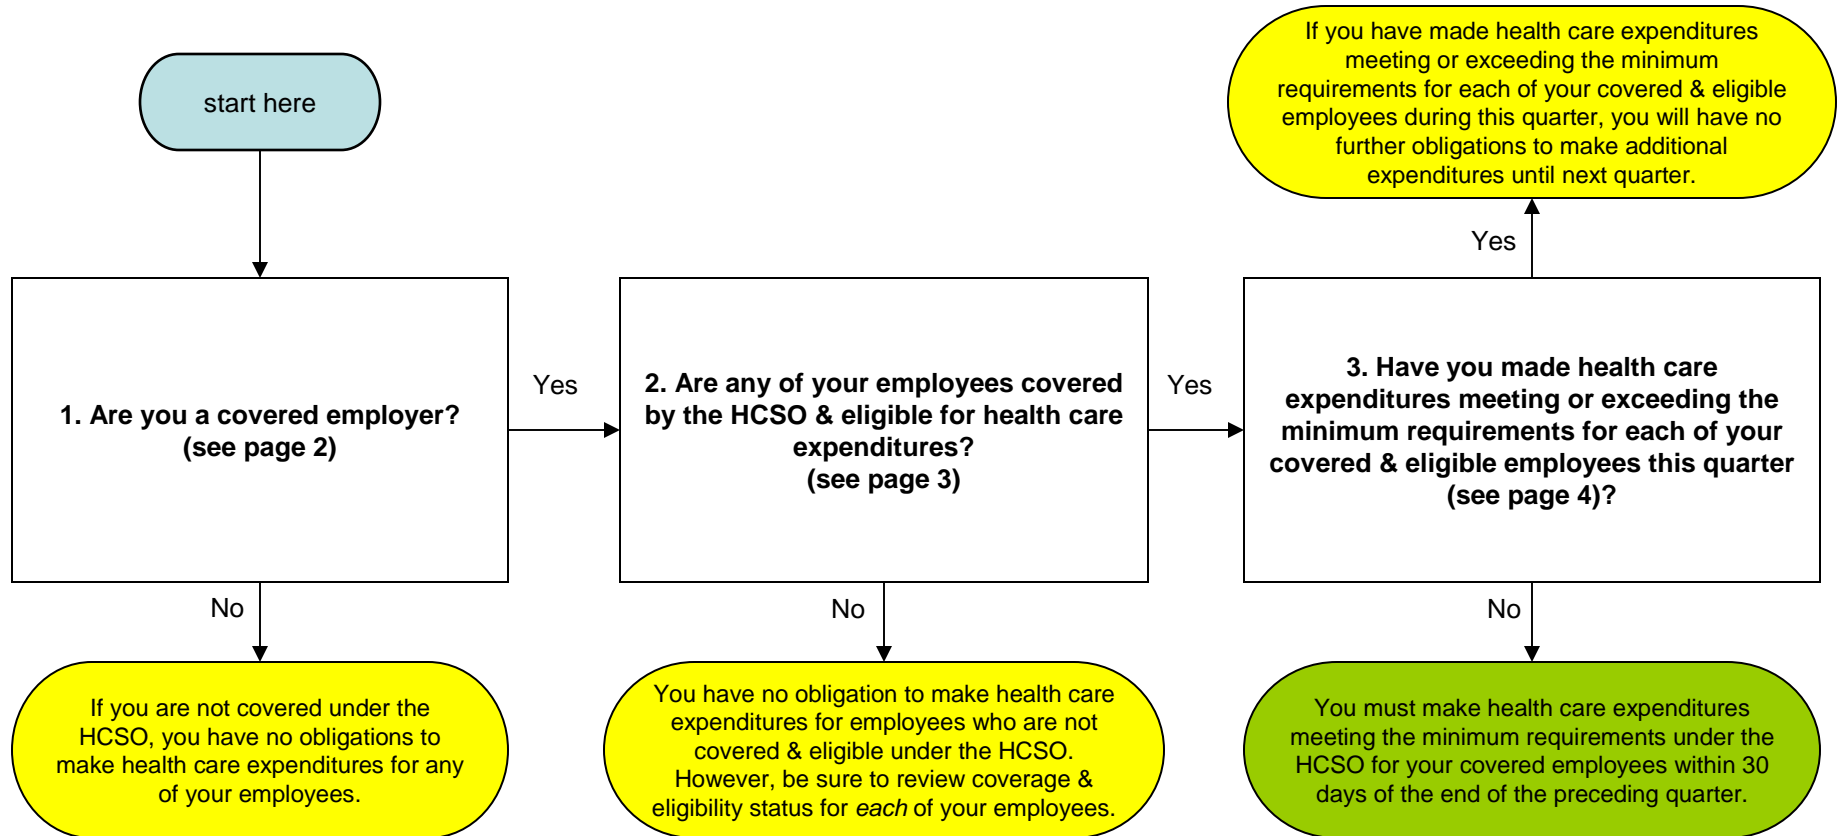 start here
If you have made health care expenditures
meeting or exceeding the minimum
requirements for each of your covered & eligible
employees during this quarter, you will have no
further obligations to make additional
expenditures until next quarter.
Yes
1. Are you a covered employer?
(see page 2)
Yes
2. Are any of your employees covered
by the HCSO & eligible for health care
expenditures?
(see page 3)
Yes
3. Have you made health care
expenditures meeting or exceeding the
minimum requirements for each of your
covered & eligible employees this quarter
(see page 4)?
No
No
No
If you are not covered under the
HCSO, you have no obligations to
make health care expenditures for any
of your employees.
You have no obligation to make health care
expenditures for employees who are not
covered & eligible under the HCSO.
However, be sure to review coverage &
eligibility status for each of your employees.
You must make health care expenditures
meeting the minimum requirements under the
HCSO for your covered employees within 30
days of the end of the preceding quarter.